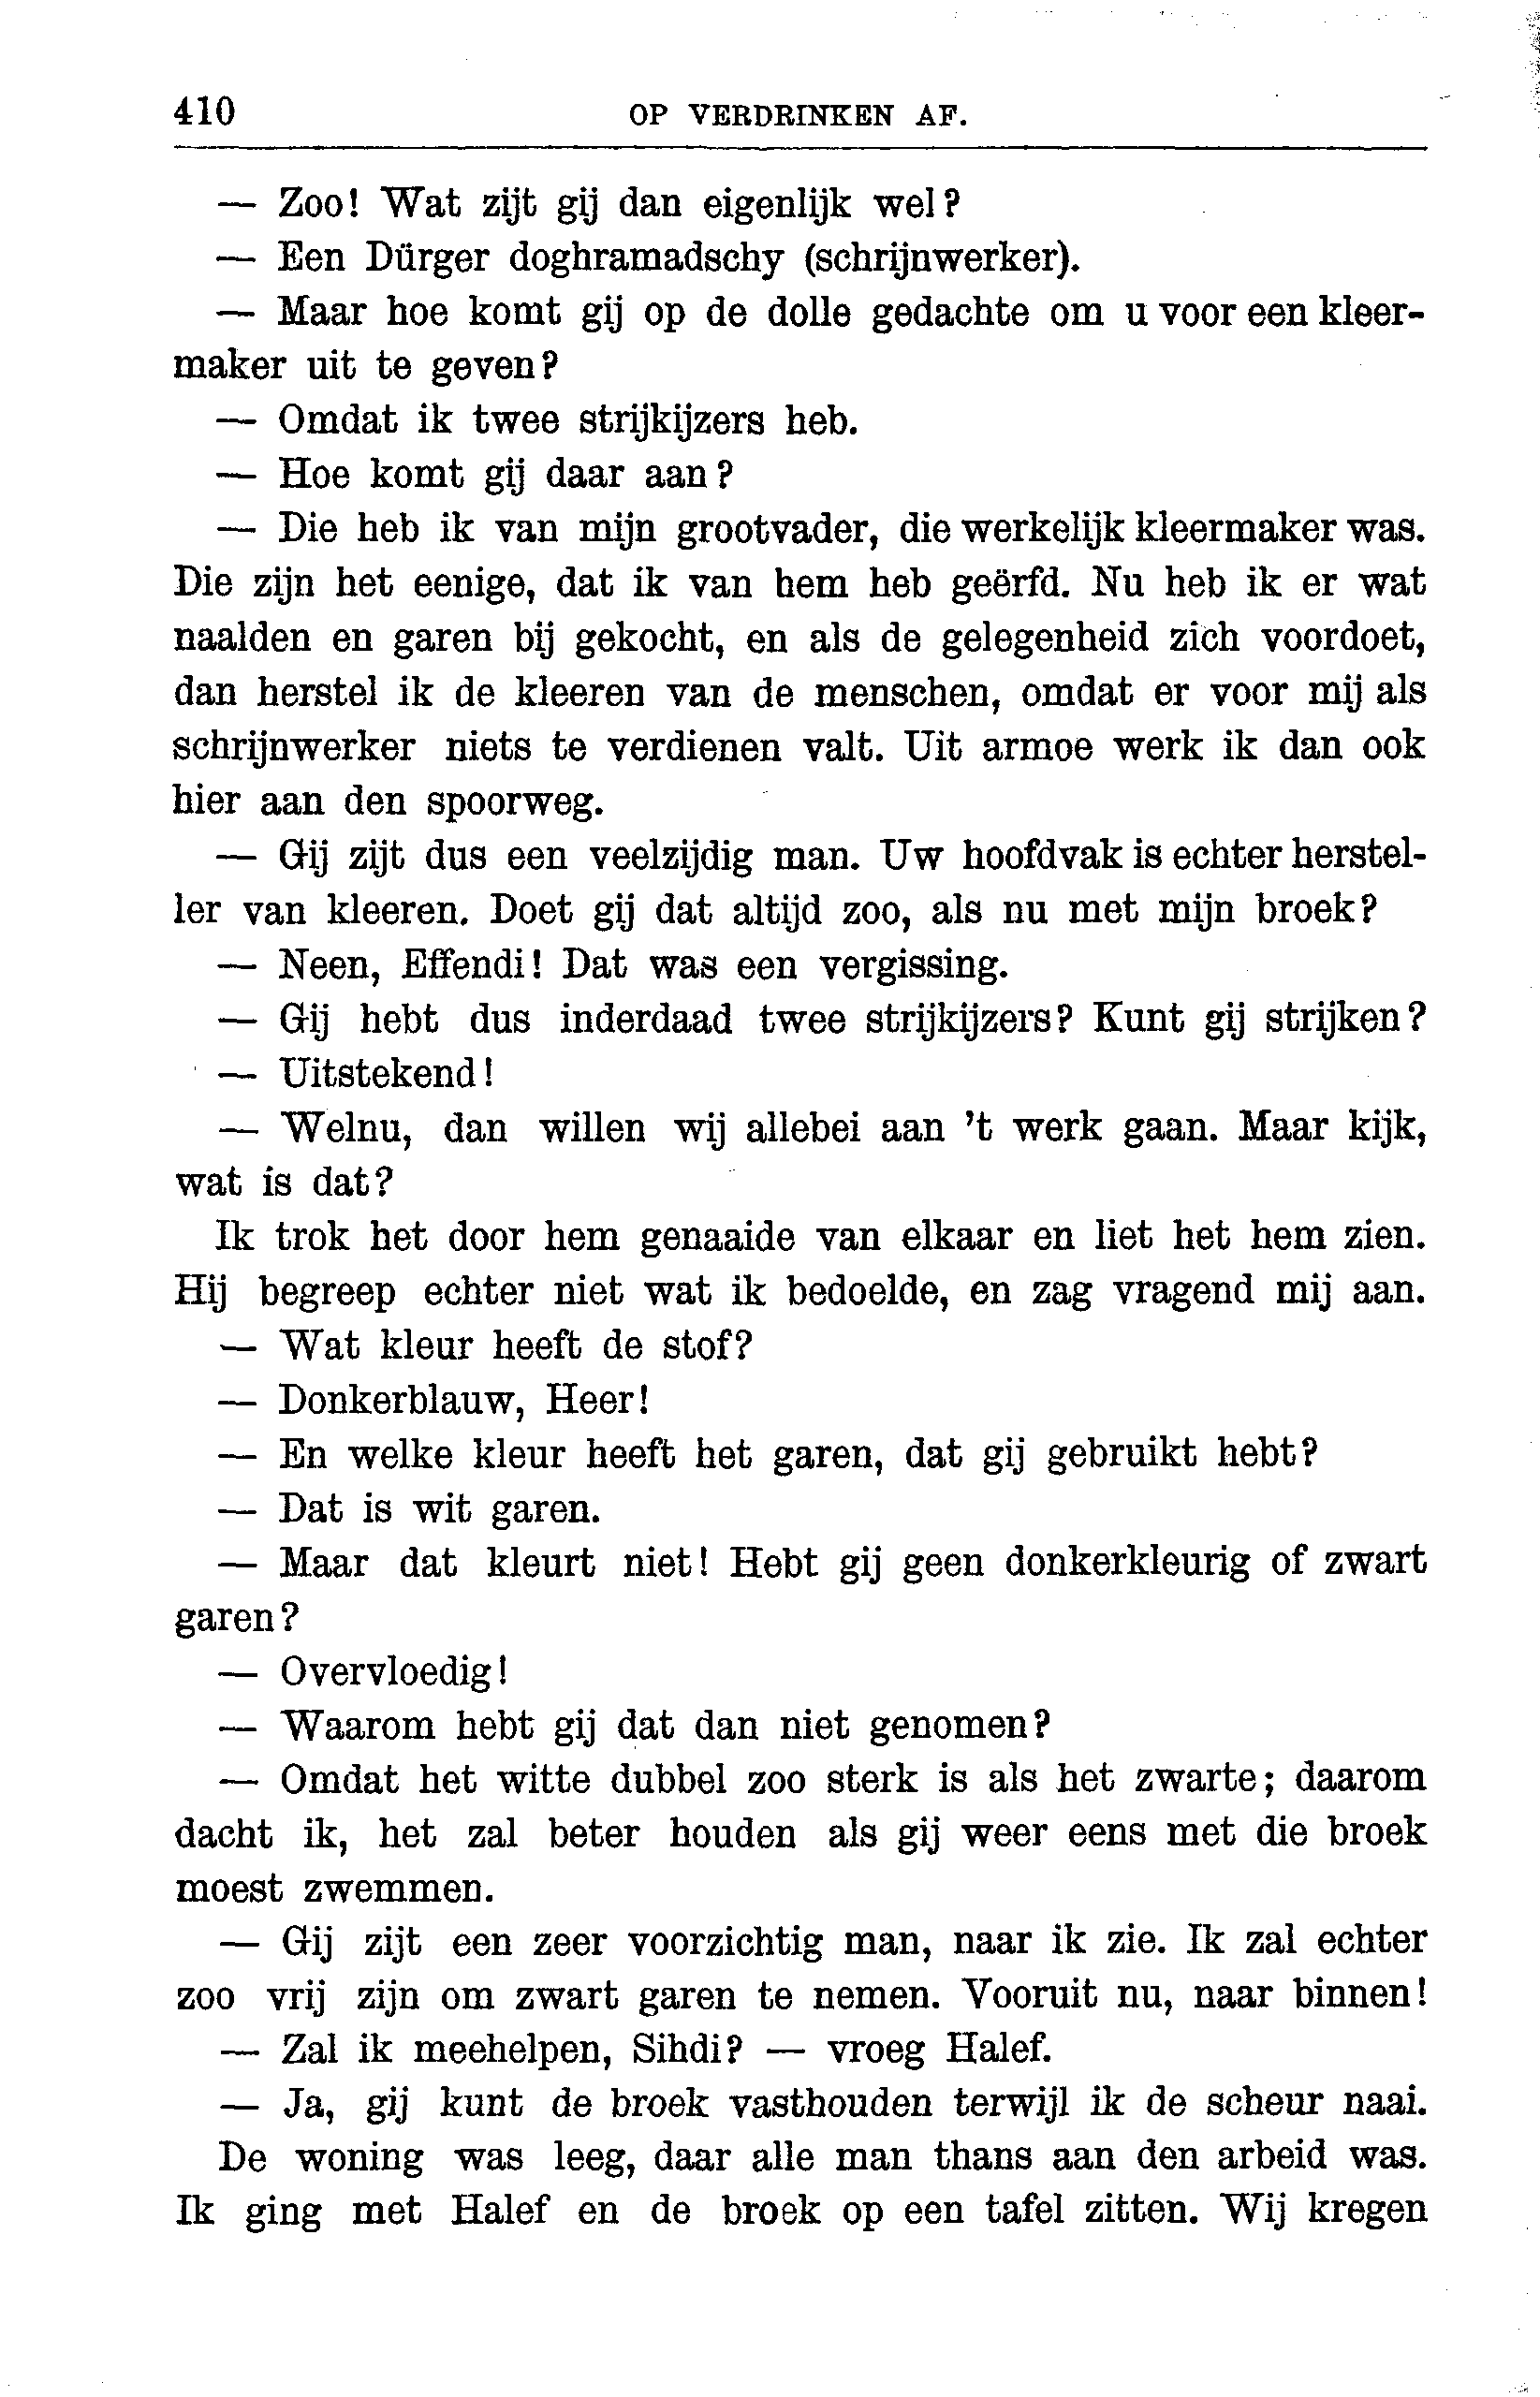 410 OP VERDRINKEN AF.
— Zoo! Wat zijt gij dan eigenlijk wel?
— Een Dürger doghramadschy (schrijnwerker).
— Maar hoe komt gij op de dolle gedachte om u voor een kleer-
maker uit te geven?
— Omdat ik twee strijkijzers heb.
— Hoe komt gij daar aan?
— Die heb ik van mijn grootvader, die werkelijk kleermaker was.
Die zijn het eenige, dat ik van hem heb geërfd. Nu heb ik er wat
naalden en garen bij gekocht, en als de gelegenheid zich voordoet,
dan herstel ik de kleeren van de menschen, omdat er voor mij als
schrijnwerker niets te verdienen valt. Uit armoe werk ik dan ook
hier aan den spoorweg.
— Gij zijt dus een veelzijdig man. Uw hoofdvak is echter herstel-
ler van kleeren. Doet gij dat altijd zoo, als nu met mijn broek?
— Neen, Effendi! Dat was een vergissing.
— Gij hebt dus inderdaad twee strijkijzers? Kunt gij strijken?
— Uitstekend!
— Welnu, dan willen wij allebei aan 't werk gaan. Maar kijk,
wat is dat?
Ik trok het door hem genaaide van elkaar en liet het hem zien.
Hij begreep echter niet wat ik bedoelde, en zag vragend mij aan.
— Wat kleur heeft de stof?
— Donkerblauw, Heer!
— En welke kleur heeft het garen, dat gij gebruikt hebt?
— Dat is wit garen.
— Maar dat kleurt niet! Hebt gij geen donkerkleurig of zwart
garen?
— Overvloedig!
— Waarom hebt gij dat dan niet genomen?
— Omdat het witte dubbel zoo sterk is als het zwarte; daarom
dacht ik, het zal beter houden als gij weer eens met die broek
moest zwemmen.
— Gij zijt een zeer voorzichtig man, naar ik zie. Ik zal echter
zoo vrij zijn om zwart garen te nemen. Vooruit nu, naar binnen!
— Zal ik meehelpen, Sihdi? — vroeg Halef.
— Ja, gij kunt de broek vasthouden terwijl ik de scheur naai.
De woning was leeg, daar alle man thans aan den arbeid was.
Ik ging met Halef en de broek op een tafel zitten. Wij kregen